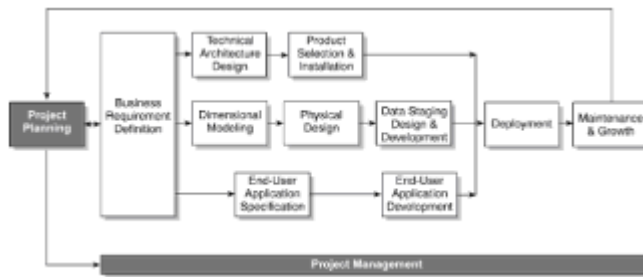 Technical
Architecture
Design
Product
Selection &
Installation
Project
Planning
Business
Requirement
Definition
Dimensional
Modeling
Physical
Design
Data Staging
Design &
Development
Deployment
Maintenance
& Growth
End-User
Application
Specification
End-User
Application
Development
Project Management